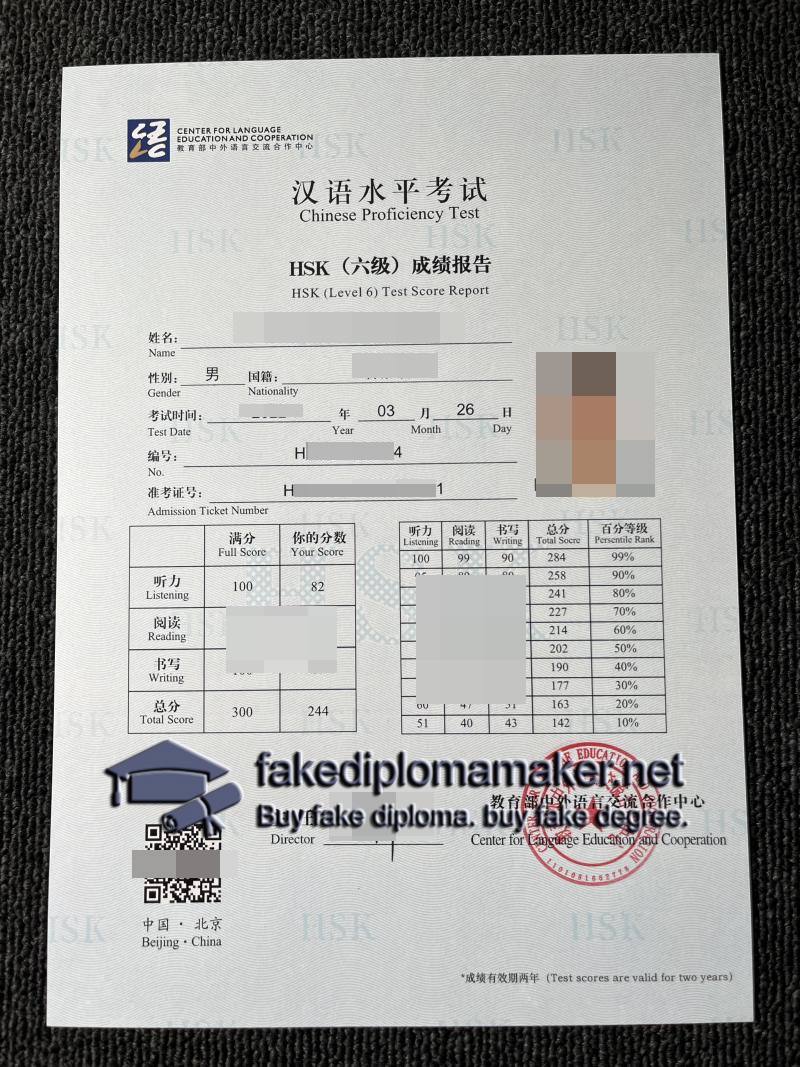 CENTER FOR LANGUAGE
EDUCATION AND COOPERATION
教育部中外语言交流合作中心
汉语水平考试
Chinese Proficiency Test
HSK（六级）成绩报告
HSK (Level 6) Test Score Report
姓名：
Name
性别： 男 国籍：
Gender Nationality
考试时间： 年 03 月 26 日
Test Date Year Month Day
编号： H 4
No.
准考证号： H 1
Admission Ticket Number
满分 你的分数
Full Score Your Score
听力 100 82
Listening
阅读
Reading
书写
Writing
总分 300 244
Total Score
听力 阅读 书写 总分 百分等级
Listening Reading Writing Total Socre Persentile Rank
100 99 90 284 99%
258 90%
241 80%
227 70%
214 60%
202 50%
190 40%
177 30%
163 20%
51 40 43 142 10%
fakediplomamaker.net
教育部中外语言交流合作中心
Buy fake diploma. buy fake degree.
Director Center for Language Education and Cooperation
中国·北京
Beijing·China
*成绩有效期两年（Test scores are valid for two years）
HSK